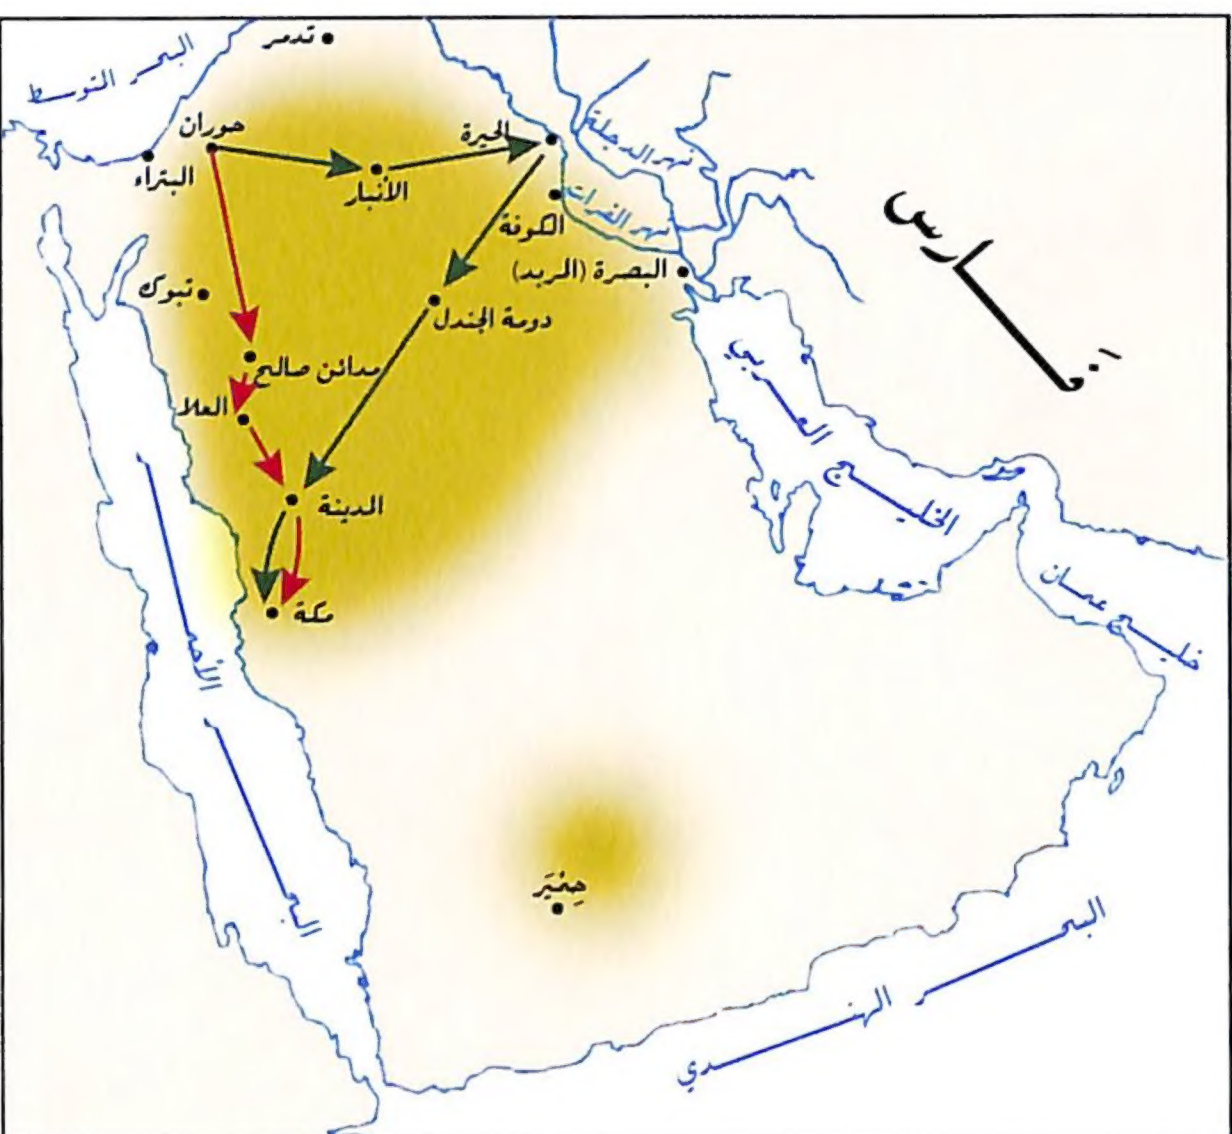 تدمر
البحر المتوسط
حوران
الحيرة
نهر الدجلة
البتراء
الأنبار
نهر الفرات
الكوفة
فارس
البصرة (المربد)
تبوك
دومة الجندل
مدائن صالح
العلا
الخليج العربي
المدينة
خليج عمان
مكة
البحر الأحمر
حِمْيَر
البحر الهندي